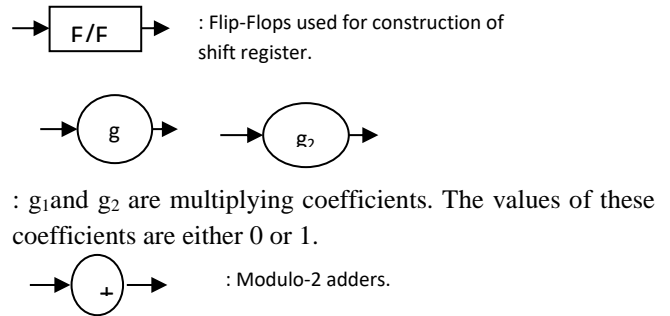 F/F
: Flip-Flops used for construction of
shift register.
g
g₂
: g₁and g₂ are multiplying coefficients. The values of these
coefficients are either 0 or 1.
+
: Modulo-2 adders.